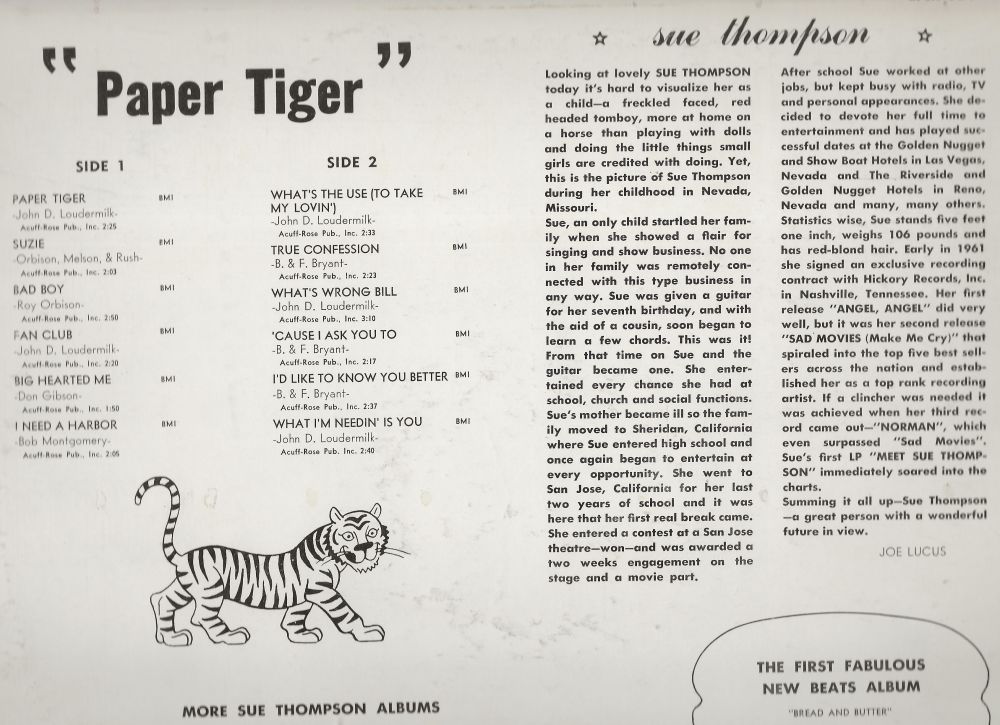 " Paper Tiger "
SIDE 1
PAPER TIGER BMI
-John D. Loudermilk-
Acuff-Rose Pub., Inc. 2:25
SUZIE BMI
-Orbison, Melson, & Rush-
Acuff-Rose Pub., Inc. 2:03
BAD BOY BMI
-Roy Orbison-
Acuff-Rose Pub., Inc. 2:50
FAN CLUB BMI
-John D. Loudermilk-
Acuff-Rose Pub., Inc. 2:20
BIG HEARTED ME BMI
-Don Gibson-
Acuff-Rose Pub., Inc. 1:50
I NEED A HARBOR BMI
-Bob Montgomery-
Acuff-Rose Pub., Inc. 2:05
SIDE 2
WHAT'S THE USE (TO TAKE BMI
MY LOVIN')
-John D. Loudermilk-
Acuff-Rose Pub., Inc. 2:33
TRUE CONFESSION BMI
-B. & F. Bryant-
Acuff-Rose Pub., Inc. 2:23
WHAT'S WRONG BILL BMI
-John D. Loudermilk-
Acuff-Rose Pub., Inc. 3:10
'CAUSE I ASK YOU TO BMI
-B. & F. Bryant-
Acuff-Rose Pub., Inc. 2:17
I'D LIKE TO KNOW YOU BETTER BMI
-B. & F. Bryant-
Acuff-Rose Pub., Inc. 2:37
WHAT I'M NEEDIN' IS YOU BMI
-John D. Loudermilk-
Acuff-Rose Pub. Inc. 2:40
MORE SUE THOMPSON ALBUMS
☆ sue thompson ☆
Looking at lovely SUE THOMPSON
today it's hard to visualize her as
a child—a freckled faced, red
headed tomboy, more at home on
a horse than playing with dolls
and doing the little things small
girls are credited with doing. Yet,
this is the picture of Sue Thompson
during her childhood in Nevada,
Missouri.
Sue, an only child startled her fam-
ily when she showed a flair for
singing and show business. No one
in her family was remotely con-
nected with this type business in
any way. Sue was given a guitar
for her seventh birthday, and with
the aid of a cousin, soon began to
learn a few chords. This was it!
From that time on Sue and the
guitar became one. She enter-
tained every chance she had at
school, church and social functions.
Sue's mother became ill so the fam-
ily moved to Sheridan, California
where Sue entered high school and
once again began to entertain at
every opportunity. She went to
San Jose, California for her last
two years of school and it was
here that her first real break came.
She entered a contest at a San Jose
theatre—won—and was awarded a
two weeks engagement on the
stage and a movie part.
After school Sue worked at other
jobs, but kept busy with radio, TV
and personal appearances. She de-
cided to devote her full time to
entertainment and has played suc-
cessful dates at the Golden Nugget
and Show Boat Hotels in Las Vegas,
Nevada and The Riverside and
Golden Nugget Hotels in Reno,
Nevada and many, many others.
Statistics wise, Sue stands five feet
one inch, weighs 106 pounds and
has red-blond hair. Early in 1961
she signed an exclusive recording
contract with Hickory Records, Inc.
in Nashville, Tennessee. Her first
release "ANGEL, ANGEL" did very
well, but it was her second release
"SAD MOVIES (Make Me Cry)" that
spiraled into the top five best sell-
ers across the nation and estab-
lished her as a top rank recording
artist. If a clincher was needed it
was achieved when her third rec-
ord came out—"NORMAN", which
even surpassed "Sad Movies".
Sue's first LP "MEET SUE THOMP-
SON" immediately soared into the
charts.
Summing it all up—Sue Thompson
—a great person with a wonderful
future in view.
JOE LUCUS
THE FIRST FABULOUS
NEW BEATS ALBUM
"BREAD AND BUTTER"